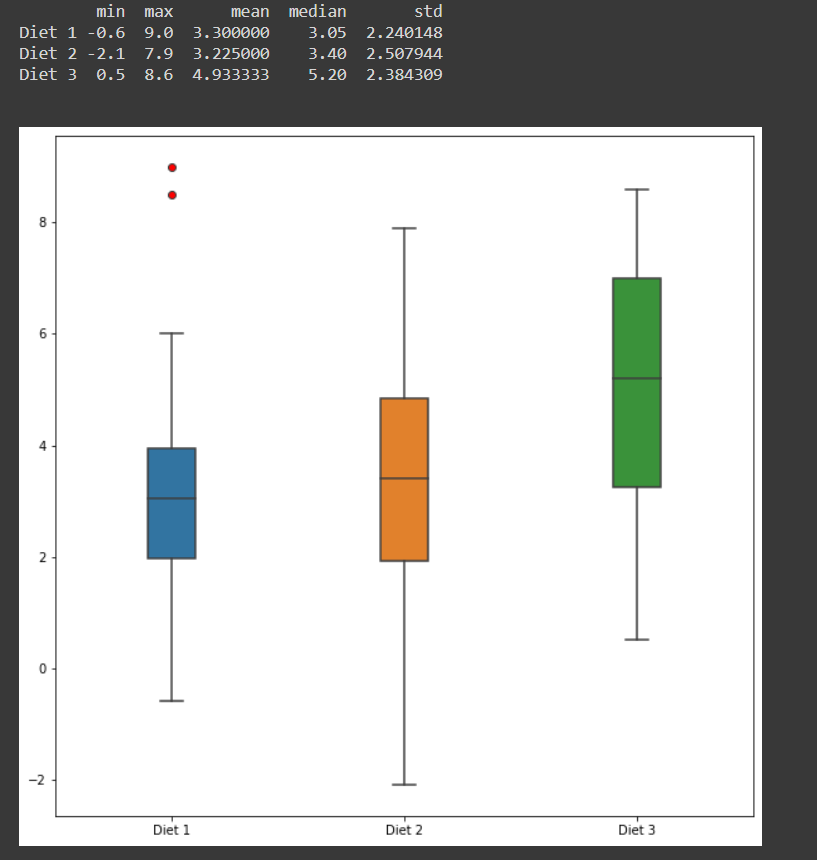 min max mean median std
Diet 1 -0.6 9.0 3.300000 3.05 2.240148
Diet 2 -2.1 7.9 3.225000 3.40 2.507944
Diet 3 0.5 8.6 4.933333 5.20 2.384309
8
6
4
2
0
−2
Diet 1 Diet 2 Diet 3